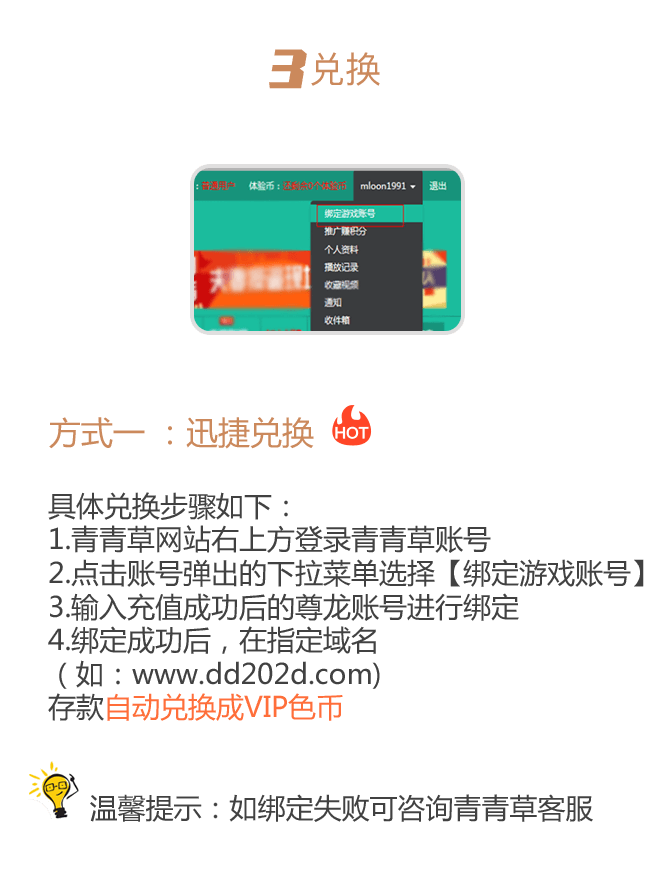 3 兑换
体验币：
mloon1991
退出
绑定游戏账号
推广赚积分
个人资料
播放记录
收藏视频
通知
收件箱
方式一 ：迅捷兑换 HOT
具体兑换步骤如下：
1.青青草网站右上方登录青青草账号
2.点击账号弹出的下拉菜单选择【绑定游戏账号】
3.输入充值成功后的尊龙账号进行绑定
4.绑定成功后，在指定域名
（如：www.dd202d.com)
存款自动兑换成VIP色币
温馨提示：如绑定失败可咨询青青草客服